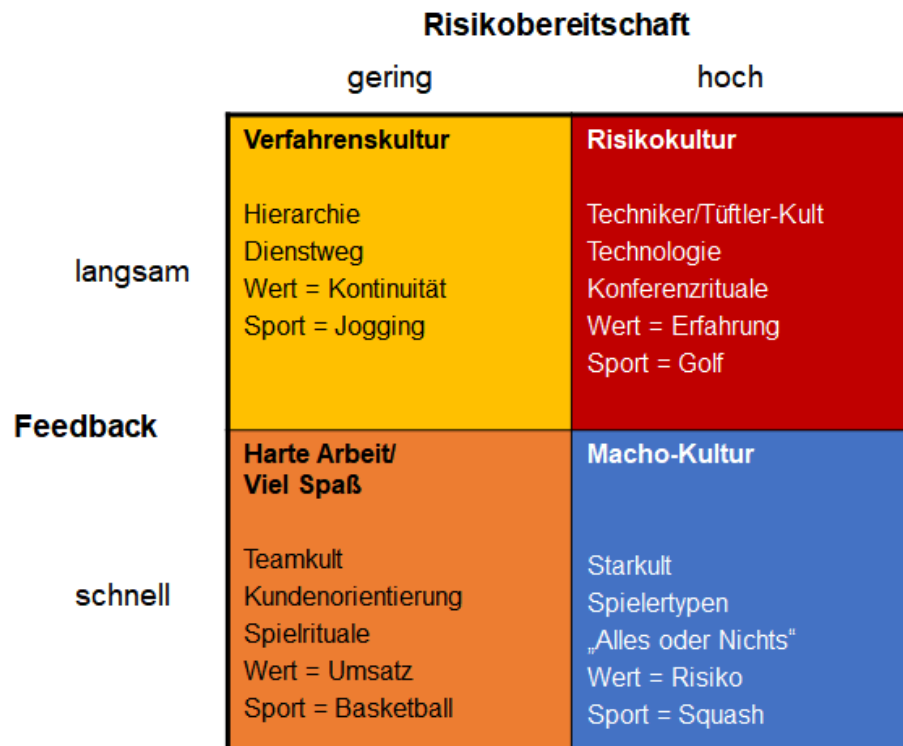 Risikobereitschaft
gering
hoch
langsam
Verfahrenskultur
Hierarchie
Dienstweg
Wert = Kontinuität
Sport = Jogging
Risikokultur
Techniker/Tüftler-Kult
Technologie
Konferenzrituale
Wert = Erfahrung
Sport = Golf
Feedback
schnell
Harte Arbeit/
Viel Spaß
Teamkult
Kundenorientierung
Spielrituale
Wert = Umsatz
Sport = Basketball
Macho-Kultur
Starkult
Spielertypen
„Alles oder Nichts“
Wert = Risiko
Sport = Squash